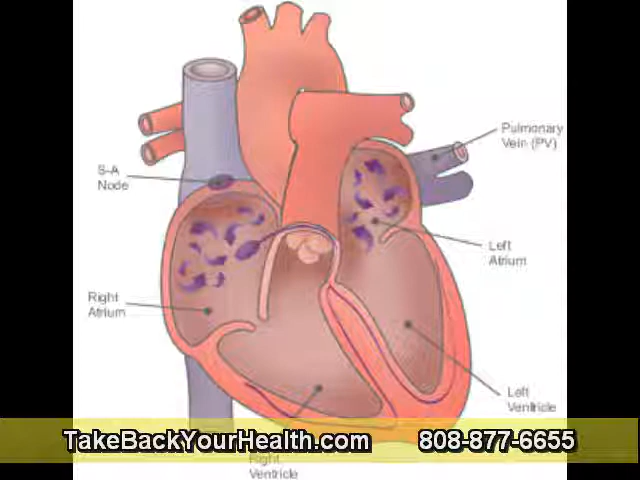 Pulmonary
Vein (PV)
S-A
Node
Left
Atrium
Right
Atrium
Left
Ventricle
TakeBackYourHealth.com 808-877-6655
Right
Ventricle